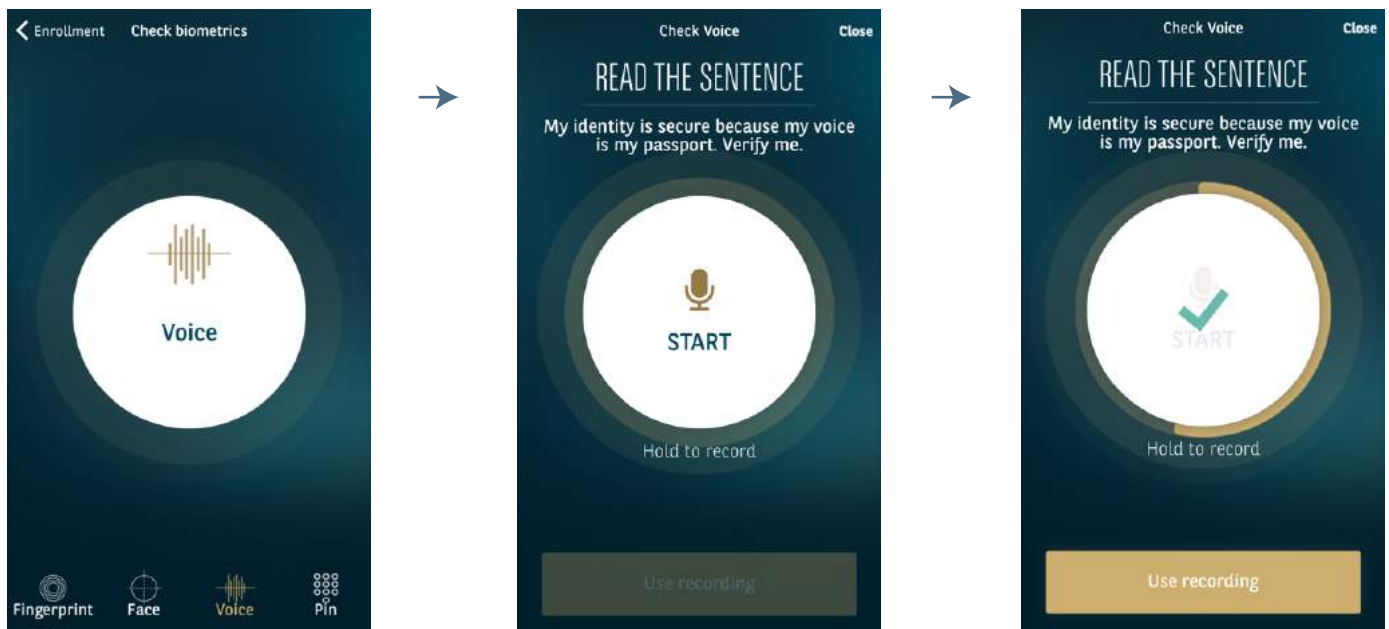 Enrollment Check biometrics
Voice
Fingerprint Face Voice Pin
Check Voice Close
READ THE SENTENCE
My identity is secure because my voice
is my passport. Verify me.
START
Hold to record
Use recording
Check Voice Close
READ THE SENTENCE
My identity is secure because my voice
is my passport. Verify me.
START
Hold to record
Use recording